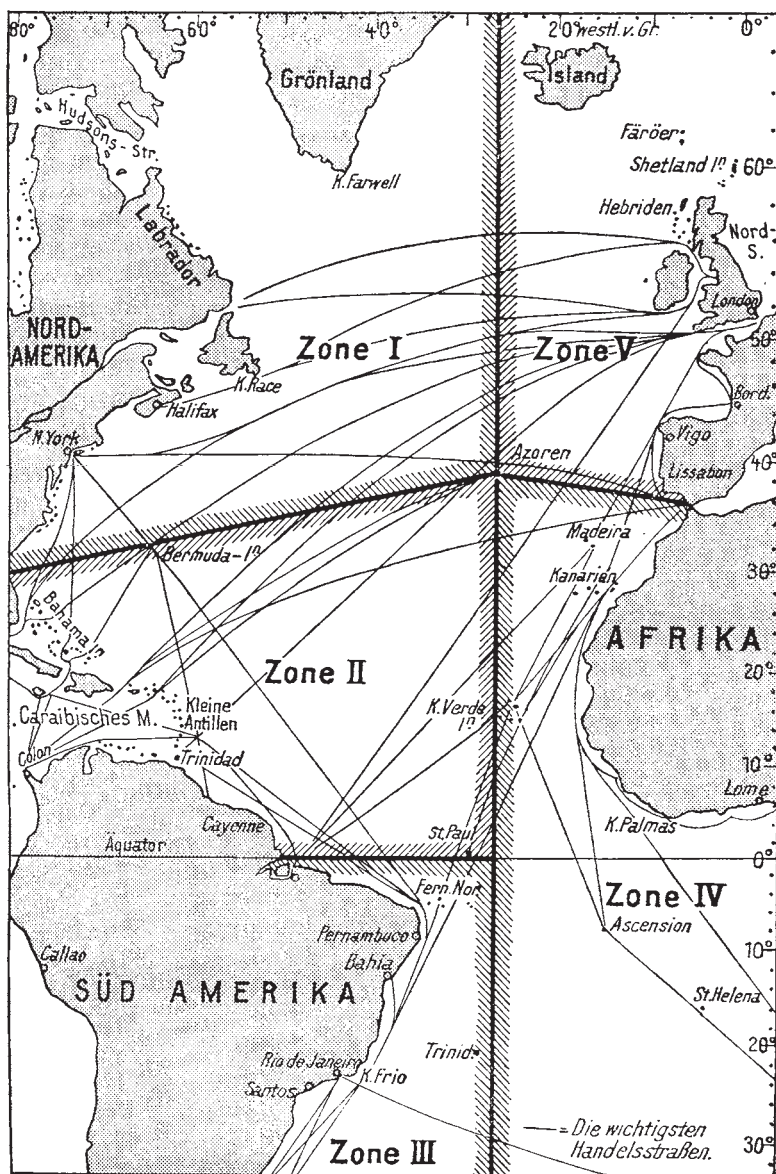 80° 40° 20° westl. v. Gr. 0°
Grönland
Island
Hudsons-Str.
Färöer
Shetland In
60°
K. Farwell
Hebriden
Labrador
Nord-
S.
London
50°
NORD-
AMERIKA
Zone I
Zone V
K. Race
Halifax
Bord.
N. York
Vigo
Azoren
Lissabon
40°
Bermuda-In
Madeira
Kanarien
30°
Bahama In
AFRIKA
Zone II
20°
Kleine
Antillen
K. Verde
In
Caraibisches M.
Colon
Trinidad
10°
Lome
Cayenne
St. Paul
K. Palmas
Äquator
0°
Fern. Nor.
Zone IV
Ascension
Pernambuco
Callao
Bahia
10°
SÜD AMERIKA
St. Helena
Trinid.
20°
Rio de Janeiro
K. Frio
Santos
= Die wichtigsten
Handelsstraßen.
30°
Zone III